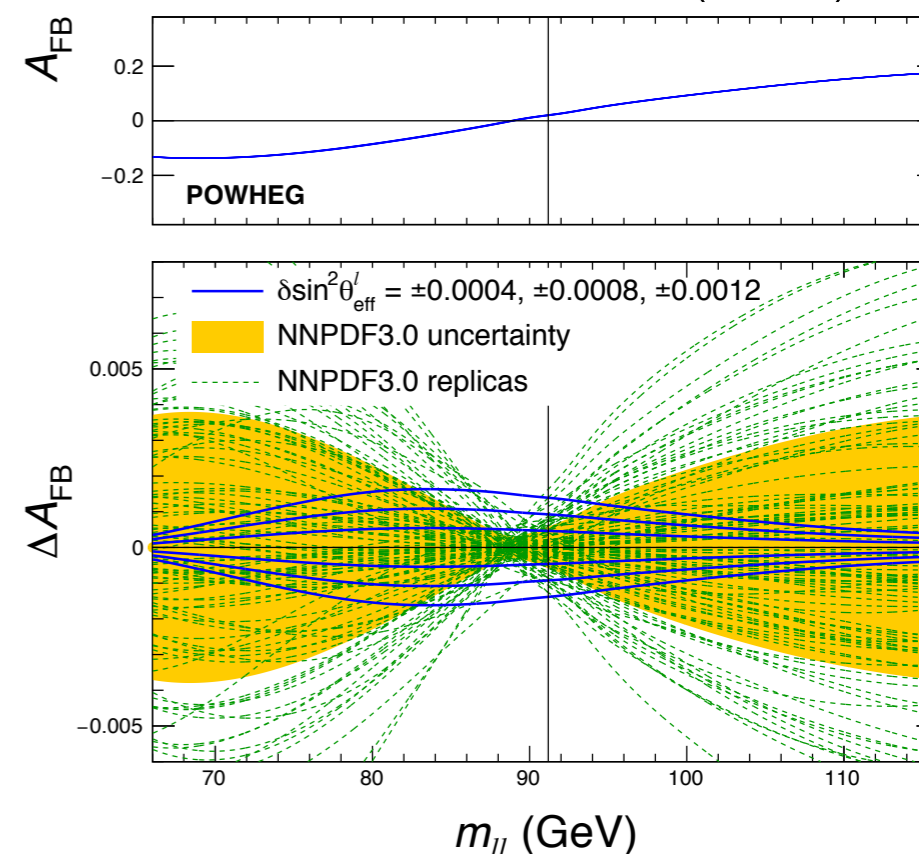 A_FB
0.2
0
−0.2
POWHEG
δsin²θ^l_eff = ±0.0004, ±0.0008, ±0.0012
NNPDF3.0 uncertainty
NNPDF3.0 replicas
ΔA_FB
0.005
0
−0.005
70 80 90 100 110
m_ll (GeV)